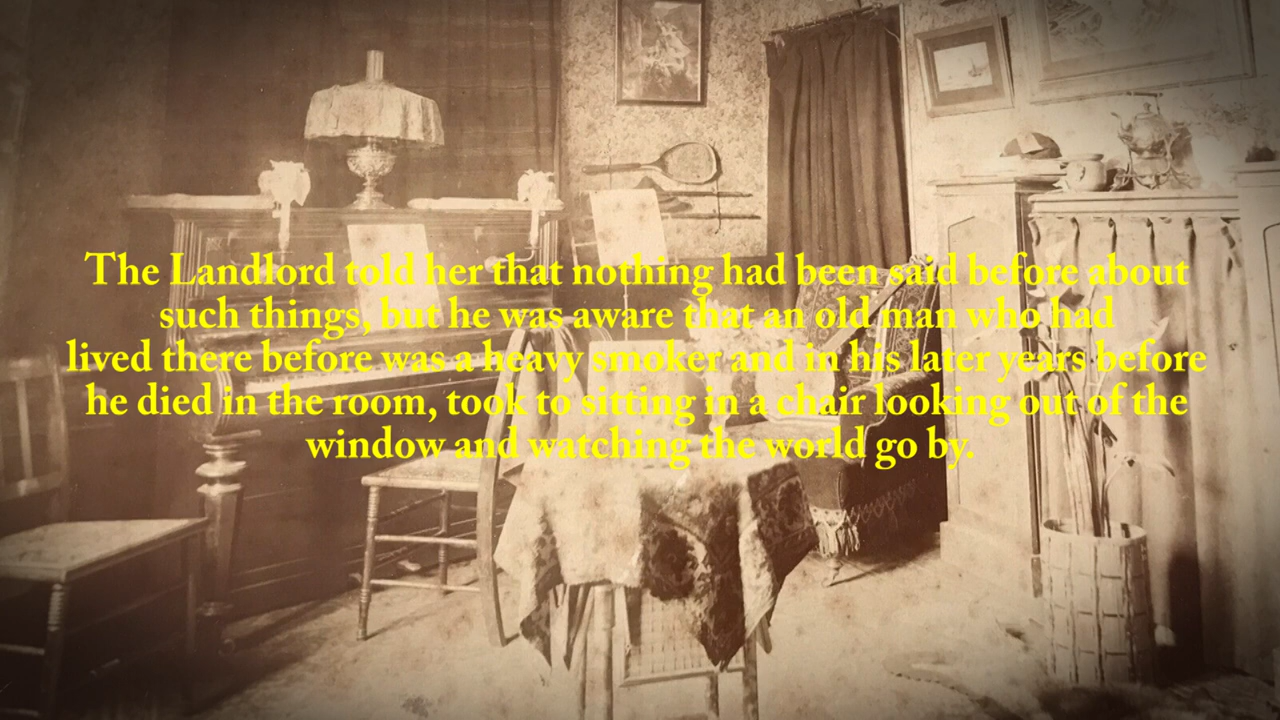 The Landlord told her that nothing had been said before about
such things, but he was aware that an old man who had
lived there before was a heavy smoker and in his later years before
he died in the room, took to sitting in a chair looking out of the
window and watching the world go by.